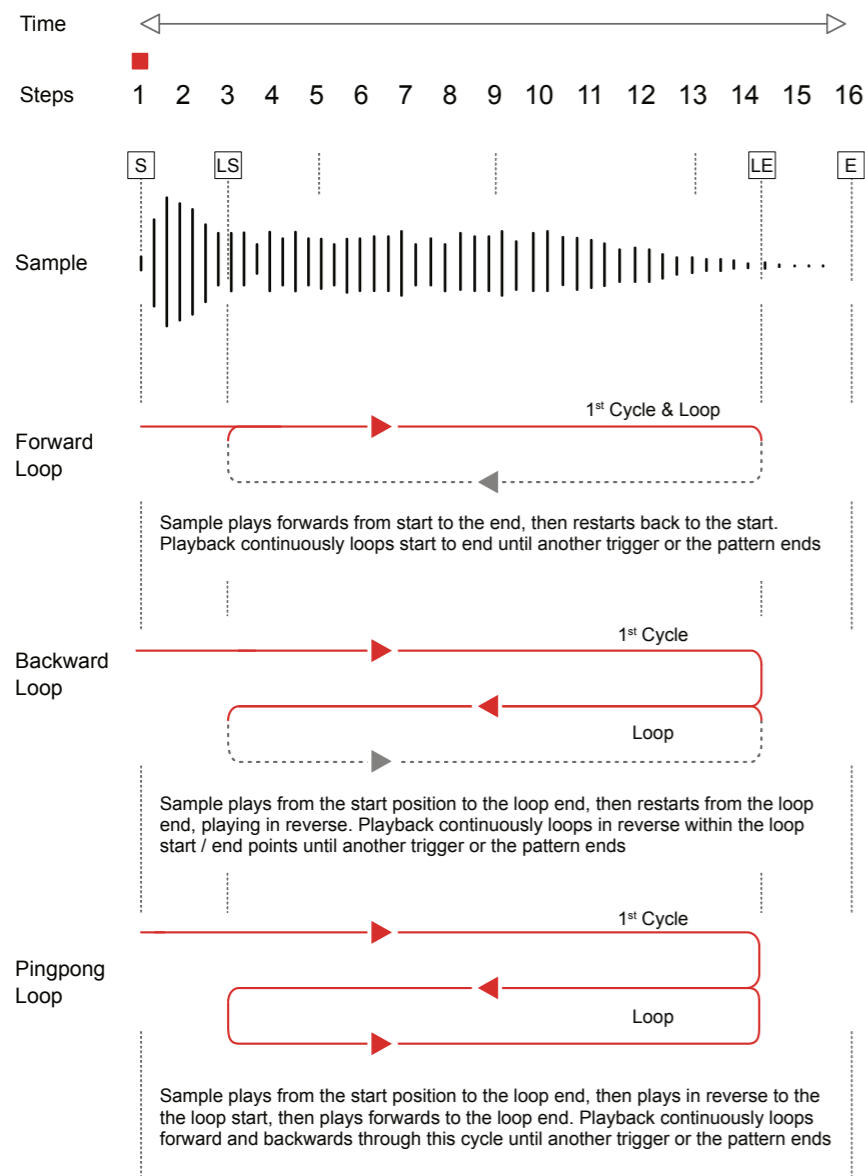 Time
Steps 1 2 3 4 5 6 7 8 9 10 11 12 13 14 15 16
S LS LE E
Sample
1st Cycle & Loop
Forward
Loop
Sample plays forwards from start to the end, then restarts back to the start.
Playback continuously loops start to end until another trigger or the pattern ends
1st Cycle
Backward
Loop
Loop
Sample plays from the start position to the loop end, then restarts from the loop
end, playing in reverse. Playback continuously loops in reverse within the loop
start / end points until another trigger or the pattern ends
1st Cycle
Pingpong
Loop
Loop
Sample plays from the start position to the loop end, then plays in reverse to the
the loop start, then plays forwards to the loop end. Playback continuously loops
forward and backwards through this cycle until another trigger or the pattern ends